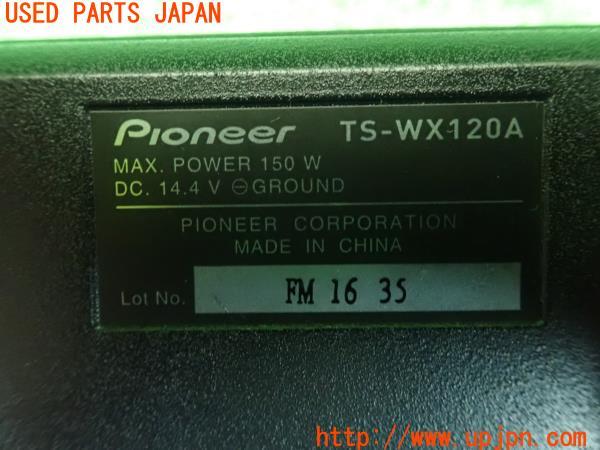 USED PARTS JAPAN
Pioneer TS-WX120A
MAX. POWER 150 W
DC. 14.4 V ⊖GROUND
PIONEER CORPORATION
MADE IN CHINA
Lot No. FM 16 35
U.P.J
http://www.upjpn.com